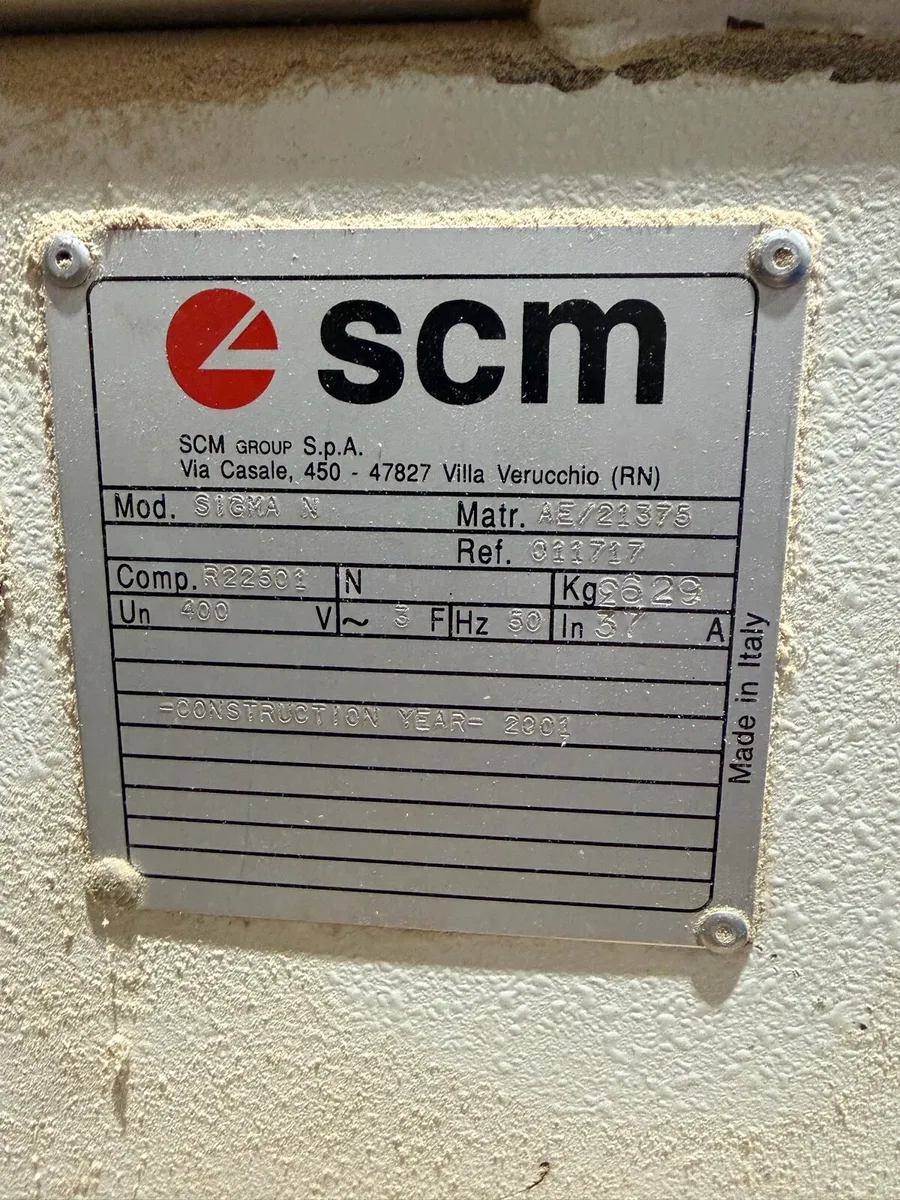 scm
SCM GROUP S.p.A.
Via Casale, 450 - 47827 Villa Verucchio (RN)
Mod. SIGMA N Matr. AE/21375
Ref. 011717
Comp. R22501 N Kg 2629
Un 400 V ~ 3 F Hz 50 In 37 A
-CONSTRUCTION YEAR- 2001
Made in Italy